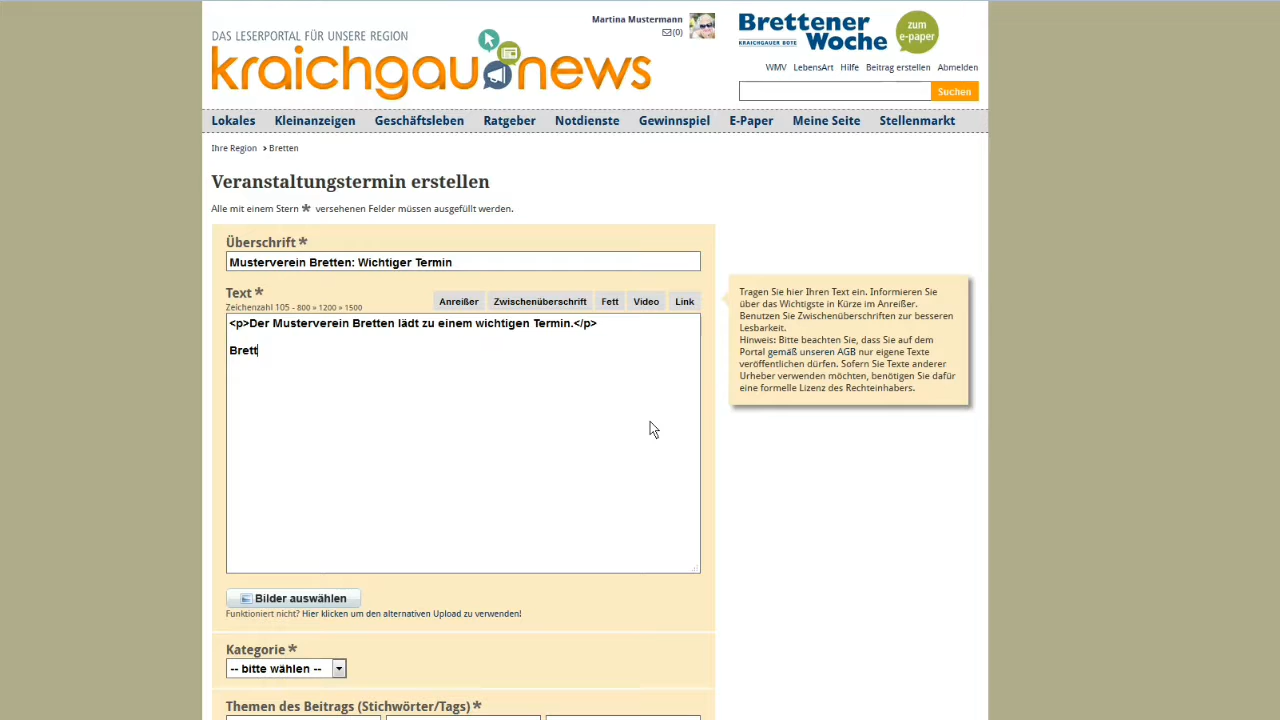 Martina Mustermann
(0)
DAS LESERPORTAL FÜR UNSERE REGION
kraichgau news
Brettener
KRAICHGAUER BOTE Woche
zum
e-paper
WMV LebensArt Hilfe Beitrag erstellen Abmelden
Suchen
Lokales Kleinanzeigen Geschäftsleben Ratgeber Notdienste Gewinnspiel E-Paper Meine Seite Stellenmarkt
Ihre Region › Bretten
Veranstaltungstermin erstellen
Alle mit einem Stern * versehenen Felder müssen ausgefüllt werden.
Überschrift *
Musterverein Bretten: Wichtiger Termin
Text *
Zeichenzahl 105 - 800 » 1200 » 1500
Anreißer Zwischenüberschrift Fett Video Link
<p>Der Musterverein Bretten lädt zu einem wichtigen Termin.</p>
Brett
Tragen Sie hier Ihren Text ein. Informieren Sie
über das Wichtigste in Kürze im Anreißer.
Benutzen Sie Zwischenüberschriften zur besseren
Lesbarkeit.
Hinweis: Bitte beachten Sie, dass Sie auf dem
Portal gemäß unseren AGB nur eigene Texte
veröffentlichen dürfen. Sofern Sie Texte anderer
Urheber verwenden möchten, benötigen Sie dafür
eine formelle Lizenz des Rechteinhabers.
Bilder auswählen
Funktioniert nicht? Hier klicken um den alternativen Upload zu verwenden!
Kategorie *
-- bitte wählen --
Themen des Beitrags (Stichwörter/Tags) *